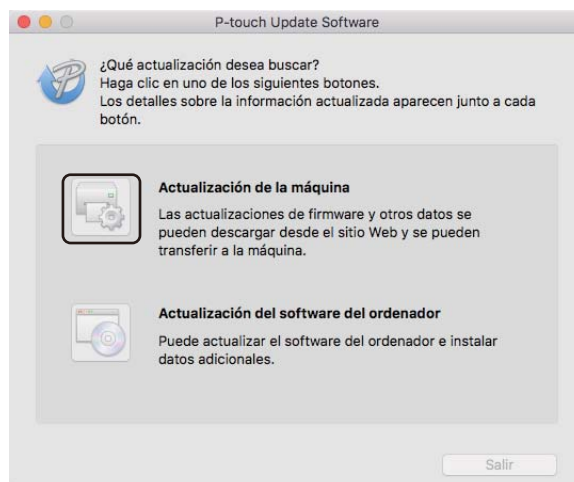 P-touch Update Software
¿Qué actualización desea buscar?
Haga clic en uno de los siguientes botones.
Los detalles sobre la información actualizada aparecen junto a cada
botón.
Actualización de la máquina
Las actualizaciones de firmware y otros datos se
pueden descargar desde el sitio Web y se pueden
transferir a la máquina.
Actualización del software del ordenador
Puede actualizar el software del ordenador e instalar
datos adicionales.
Salir